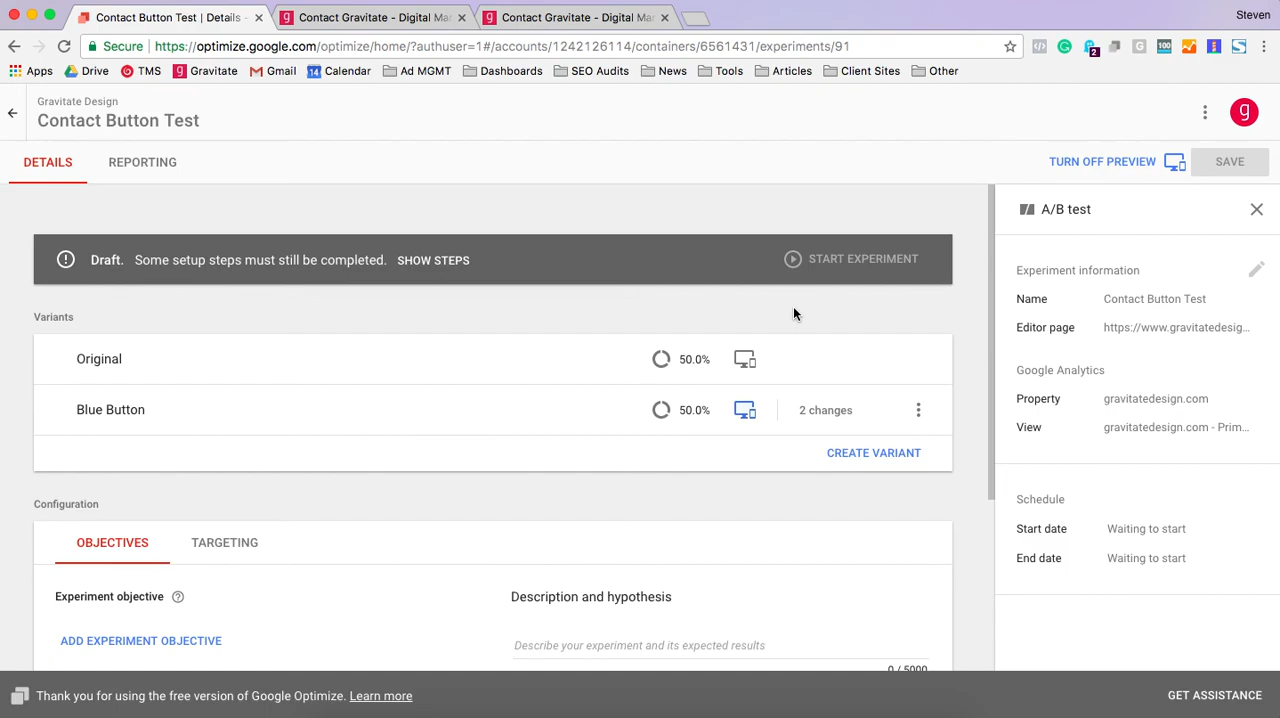 Contact Button Test | Details -
Contact Gravitate - Digital Mar
Contact Gravitate - Digital Mar
Steven
Secure
https://optimize.google.com/optimize/home/?authuser=1#/accounts/1242126114/containers/6561431/experiments/91
2
100
Apps
Drive
TMS
Gravitate
Gmail
14 Calendar
Ad MGMT
Dashboards
SEO Audits
News
Tools
Articles
Client Sites
Other
Gravitate Design
Contact Button Test
g
DETAILS
REPORTING
TURN OFF PREVIEW
SAVE
Draft. Some setup steps must still be completed. SHOW STEPS
START EXPERIMENT
Variants
Original
50.0%
Blue Button
50.0%
2 changes
CREATE VARIANT
Configuration
OBJECTIVES
TARGETING
Experiment objective
Description and hypothesis
ADD EXPERIMENT OBJECTIVE
Describe your experiment and its expected results
0 / 5000
A/B test
Experiment information
Name
Contact Button Test
Editor page
https://www.gravitatedesig...
Google Analytics
Property
gravitatedesign.com
View
gravitatedesign.com - Prim...
Schedule
Start date
Waiting to start
End date
Waiting to start
Thank you for using the free version of Google Optimize. Learn more
GET ASSISTANCE